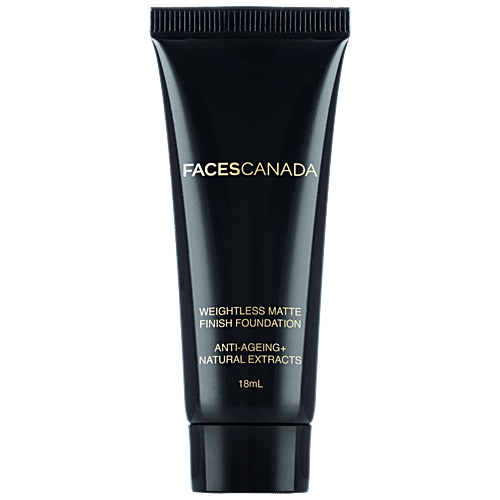 FACESCANADA
WEIGHTLESS MATTE
FINISH FOUNDATION
ANTI-AGEING+
NATURAL EXTRACTS
18mL